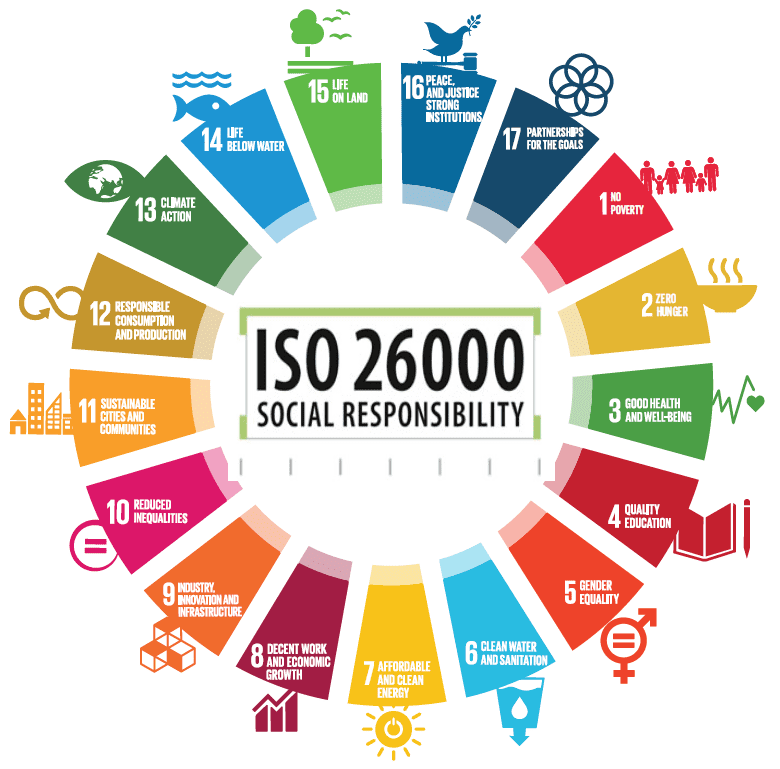 15 LIFE
ON LAND
16 PEACE,
AND JUSTICE
STRONG
INSTITUTIONS
17 PARTNERSHIPS
FOR THE GOALS
1 NO
POVERTY
2 ZERO
HUNGER
3 GOOD HEALTH
AND WELL-BEING
4 QUALITY
EDUCATION
5 GENDER
EQUALITY
6 CLEAN WATER
AND SANITATION
7 AFFORDABLE
AND CLEAN
ENERGY
8 DECENT WORK
AND ECONOMIC
GROWTH
9 INDUSTRY,
INNOVATION AND
INFRASTRUCTURE
10 REDUCED
INEQUALITIES
11 SUSTAINABLE
CITIES AND
COMMUNITIES
12 RESPONSIBLE
CONSUMPTION
AND PRODUCTION
13 CLIMATE
ACTION
14 LIFE
BELOW WATER
ISO 26000
SOCIAL RESPONSIBILITY